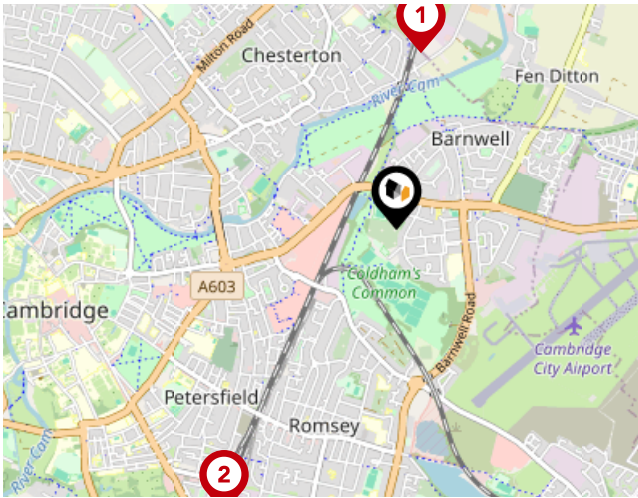 1
Milton Road
Chesterton
Fen Ditton
River Cam
Barnwell
A603
Coldham's
Common
Cambridge
Barnwell Road
Cambridge
City Airport
Petersfield
Romsey
River Cam
2